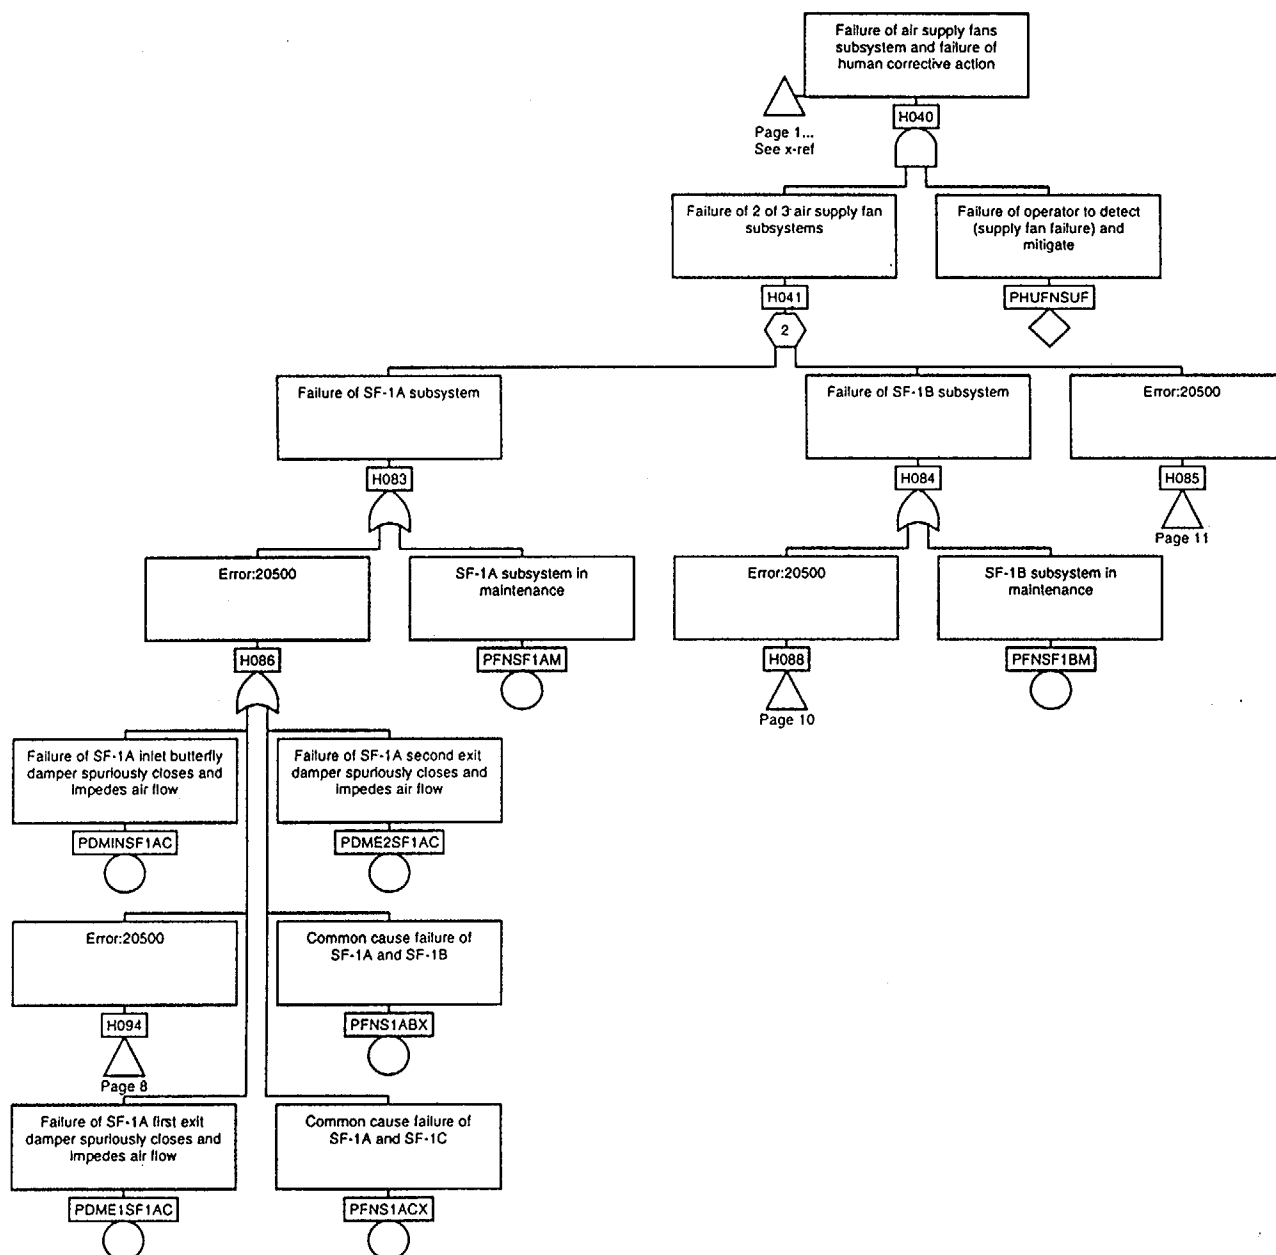 Failure of air supply fans
subsystem and failure of
human corrective action
Page 1...
See x-ref
H040
Failure of 2 of 3 air supply fan
subsystems
Failure of operator to detect
(supply fan failure) and
mitigate
H041
PHUFNSUF
2
Failure of SF-1A subsystem
Failure of SF-1B subsystem
Error:20500
H083
H084
H085
Page 11
Error:20500
SF-1A subsystem in
maintenance
Error:20500
SF-1B subsystem in
maintenance
H086
PFNSF1AM
H088
PFNSF1BM
Page 10
Failure of SF-1A inlet butterfly
damper spuriously closes and
impedes air flow
Failure of SF-1A second exit
damper spuriously closes and
impedes air flow
PDMINSF1AC
PDME2SF1AC
Error:20500
Common cause failure of
SF-1A and SF-1B
H094
PFNS1ABX
Page 8
Failure of SF-1A first exit
damper spuriously closes and
impedes air flow
Common cause failure of
SF-1A and SF-1C
PDME1SF1AC
PFNS1ACX